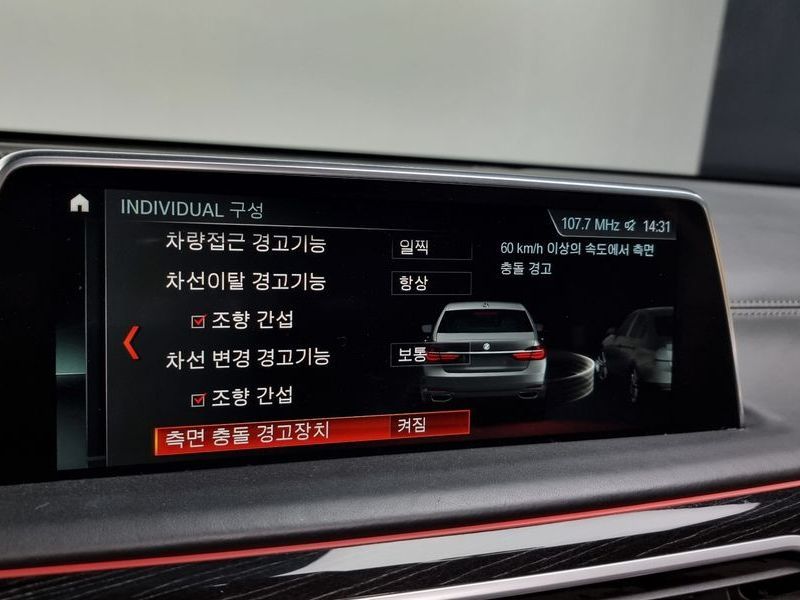 INDIVIDUAL 구성
107.7 MHz 14:31
차량접근 경고기능 일찍
60 km/h 이상의 속도에서 측면
충돌 경고
차선이탈 경고기능 항상
조향 간섭
차선 변경 경고기능 보통
조향 간섭
측면 충돌 경고장치 켜짐